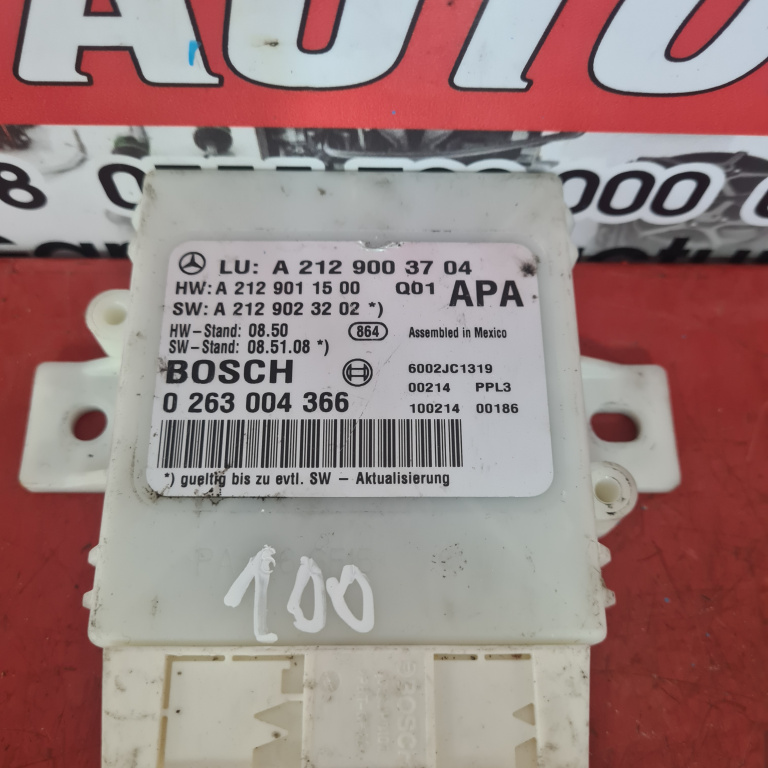 AUTO
LU: A 212 900 37 04
HW: A 212 901 15 00 Q01 APA
SW: A 212 902 32 02 *)
HW-Stand: 08.50 864 Assembled in Mexico
SW-Stand: 08.51.08 *)
BOSCH 6002JC1319
0 263 004 366 00214 PPL3
100214 00186
*) gueltig bis zu evtl. SW - Aktualisierung
100
BOSCH